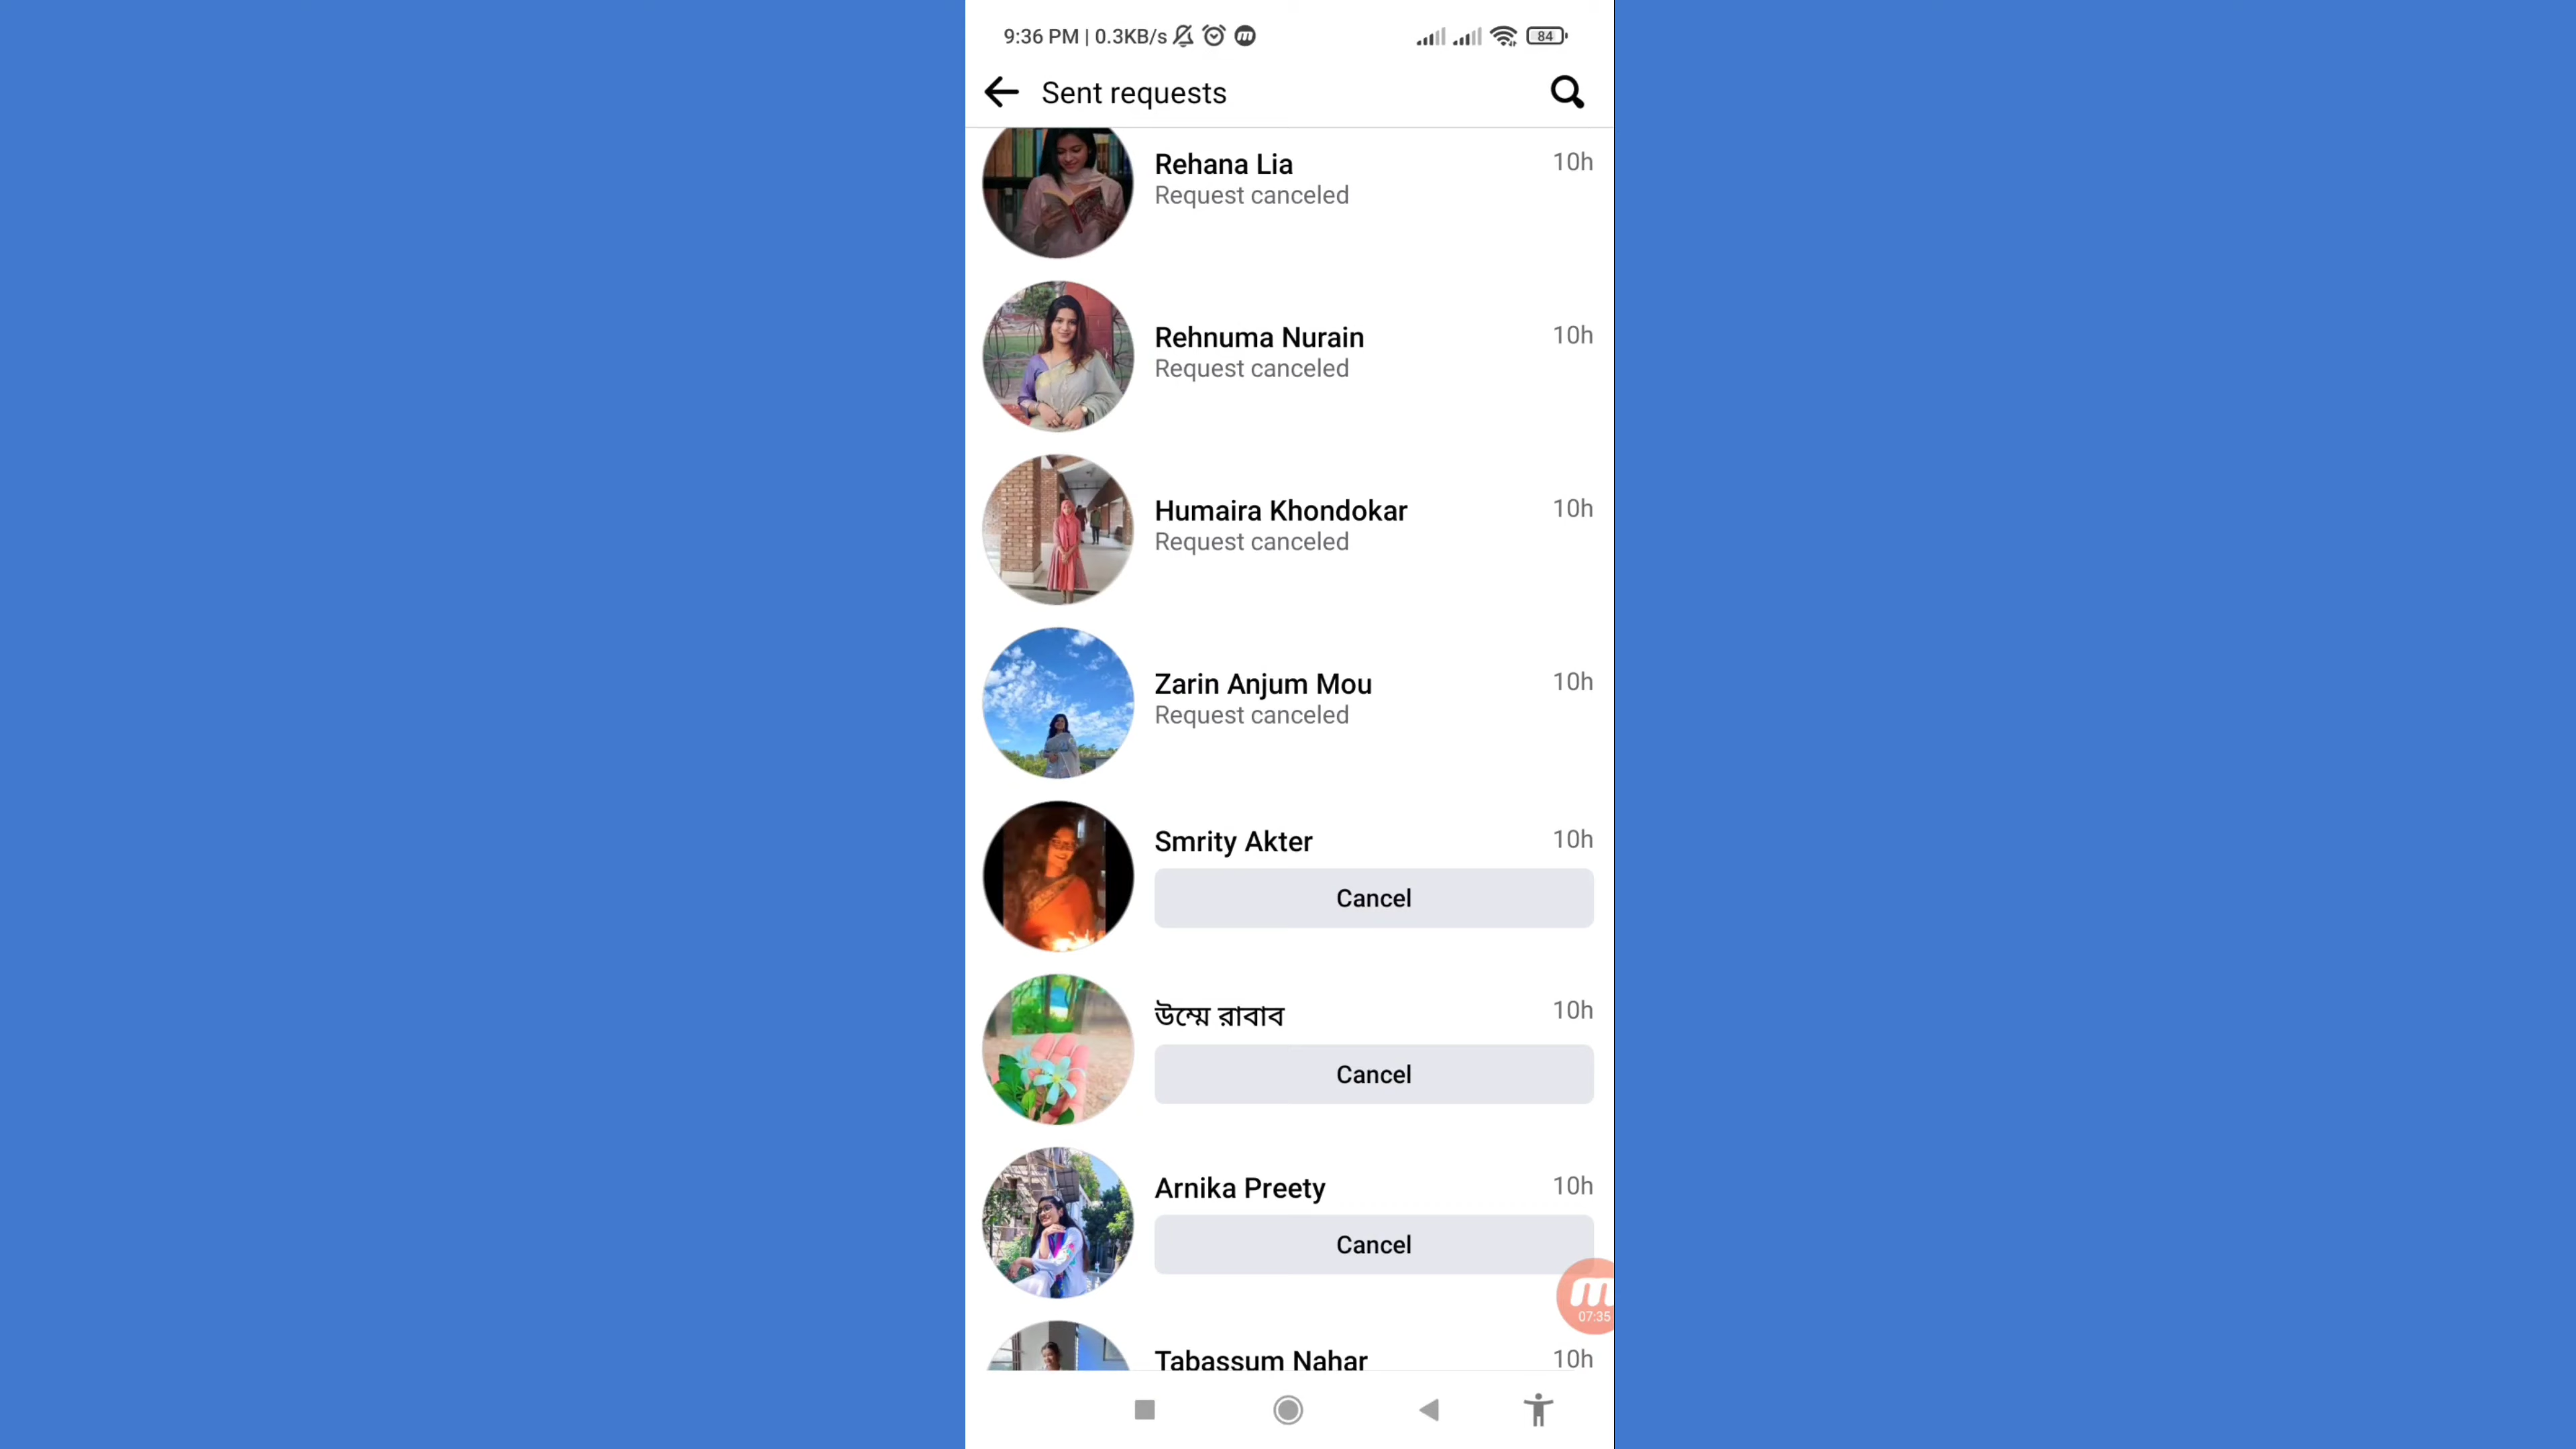 9:36 PM | 0.3KB/s
84
Sent requests
Rehana Lia
10h
Request canceled
Rehnuma Nurain
10h
Request canceled
Humaira Khondokar
10h
Request canceled
Zarin Anjum Mou
10h
Request canceled
Smrity Akter
10h
Cancel
উম্মে রাবাব
10h
Cancel
Arnika Preety
10h
Cancel
07:35
Tabassum Nahar
10h